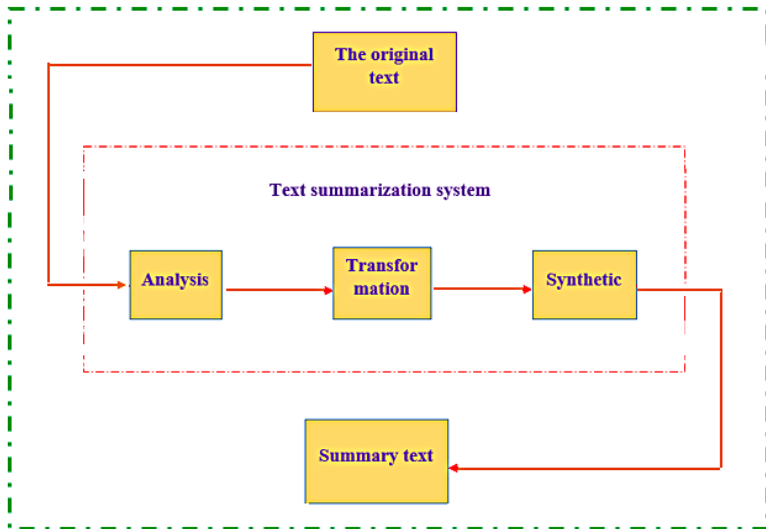 The original
text
Text summarization system
Analysis
Transfor
mation
Synthetic
Summary text